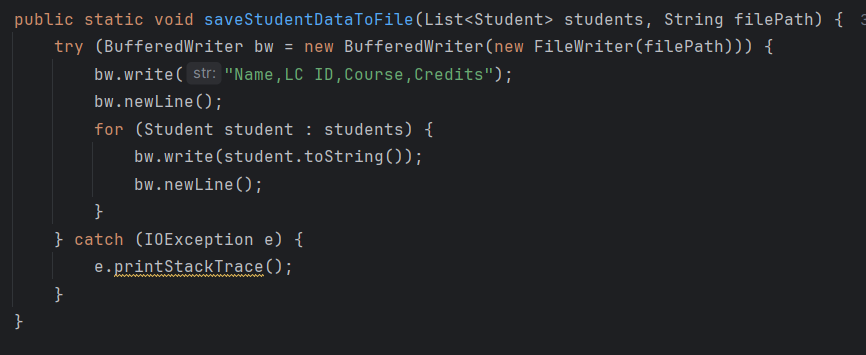 public static void saveStudentDataToFile(List<Student> students, String filePath) { 3
try (BufferedWriter bw = new BufferedWriter(new FileWriter(filePath))) {
bw.write( str: "Name,LC ID,Course,Credits");
bw.newLine();
for (Student student : students) {
bw.write(student.toString());
bw.newLine();
}
} catch (IOException e) {
e.printStackTrace();
}
}